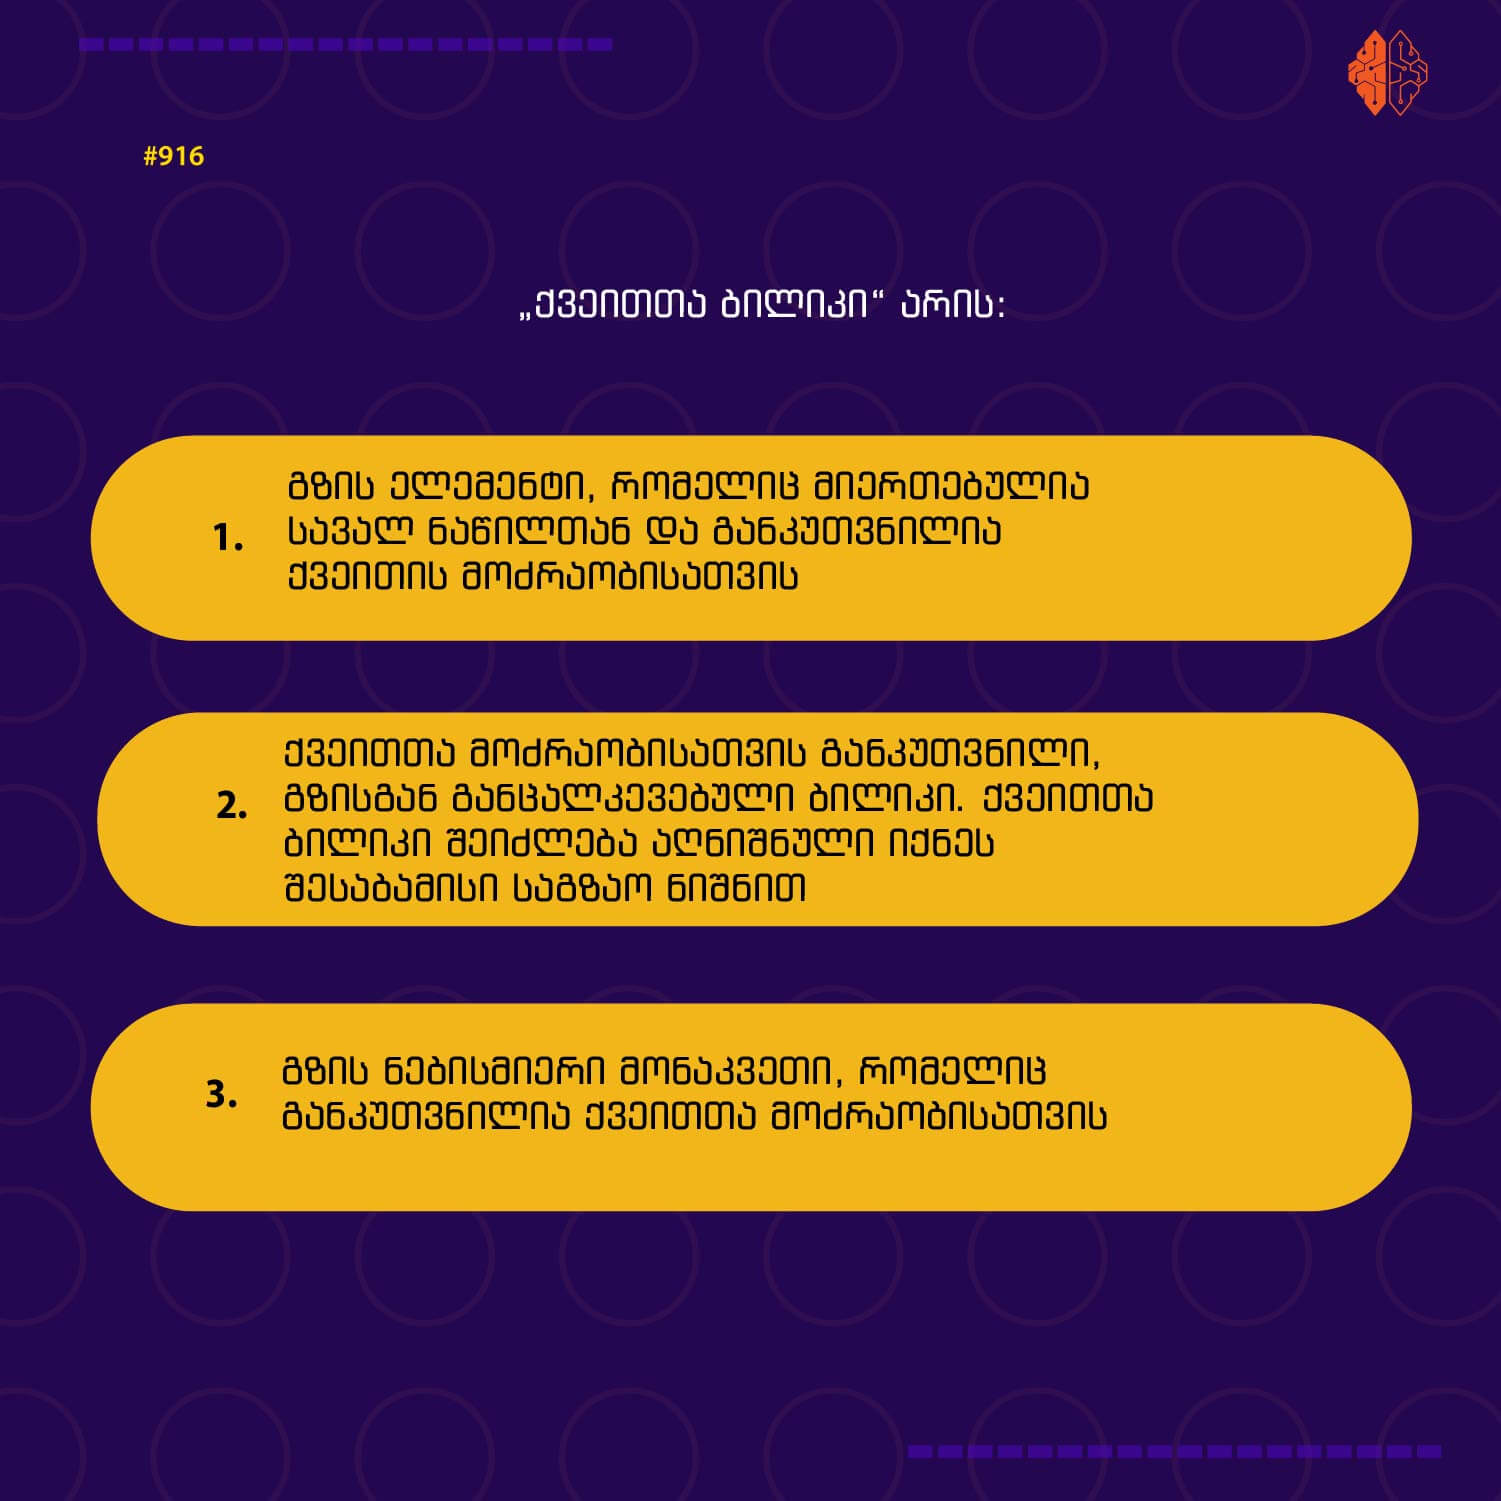 #916
„ქვეითთა ბილიკი“ არის:
1. გზის ელემენტი, რომელიც მიერთებულია
სავალ ნაწილთან და განკუთვნილია
ქვეითის მოძრაობისათვის
2. ქვეითთა მოძრაობისათვის განკუთვნილი,
გზისგან განცალკევებული ბილიკი. ქვეითთა
ბილიკი შეიძლება აღნიშნული იქნეს
შესაბამისი საგზაო ნიშნით
3. გზის ნებისმიერი მონაკვეთი, რომელიც
განკუთვნილია ქვეითთა მოძრაობისათვის